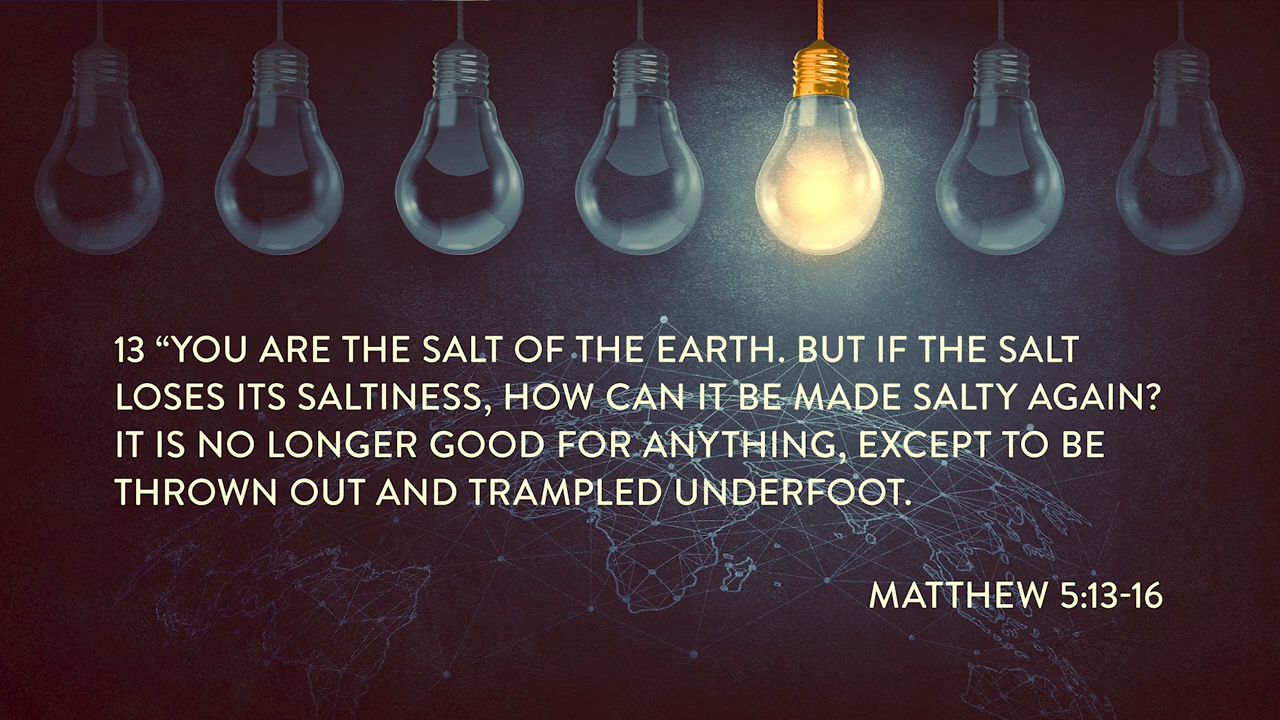 13 “YOU ARE THE SALT OF THE EARTH. BUT IF THE SALT
LOSES ITS SALTINESS, HOW CAN IT BE MADE SALTY AGAIN?
IT IS NO LONGER GOOD FOR ANYTHING, EXCEPT TO BE
THROWN OUT AND TRAMPLED UNDERFOOT.
MATTHEW 5:13-16